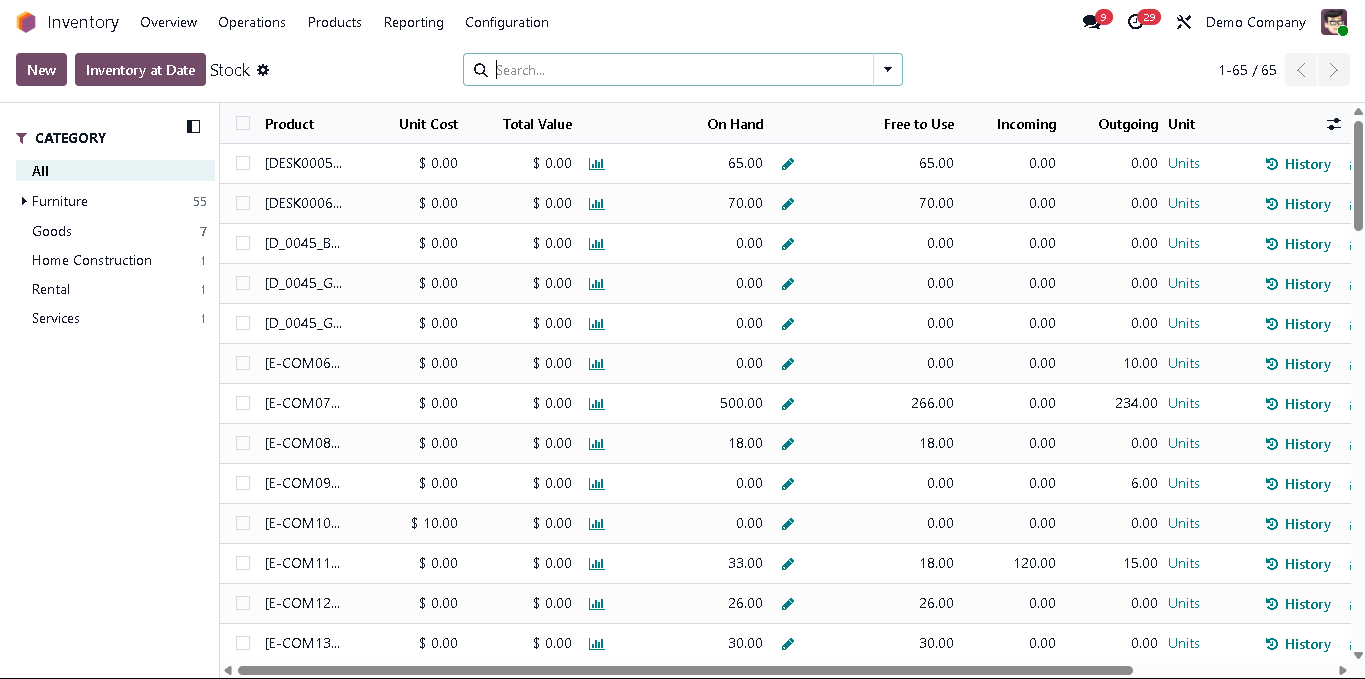 Inventory Overview Operations Products Reporting Configuration 9 29 Demo Company
New Inventory at Date Stock Search... 1-65 / 65
CATEGORY
All
Furniture 55
Goods 7
Home Construction 1
Rental 1
Services 1
Product Unit Cost Total Value On Hand Free to Use Incoming Outgoing Unit
[DESK0005... $ 0.00 $ 0.00 65.00 65.00 0.00 0.00 Units History
[DESK0006... $ 0.00 $ 0.00 70.00 70.00 0.00 0.00 Units History
[D_0045_B... $ 0.00 $ 0.00 0.00 0.00 0.00 0.00 Units History
[D_0045_G... $ 0.00 $ 0.00 0.00 0.00 0.00 0.00 Units History
[D_0045_G... $ 0.00 $ 0.00 0.00 0.00 0.00 0.00 Units History
[E-COM06... $ 0.00 $ 0.00 0.00 0.00 0.00 10.00 Units History
[E-COM07... $ 0.00 $ 0.00 500.00 266.00 0.00 234.00 Units History
[E-COM08... $ 0.00 $ 0.00 18.00 18.00 0.00 0.00 Units History
[E-COM09... $ 0.00 $ 0.00 0.00 0.00 0.00 6.00 Units History
[E-COM10... $ 10.00 $ 0.00 0.00 0.00 0.00 0.00 Units History
[E-COM11... $ 0.00 $ 0.00 33.00 18.00 120.00 15.00 Units History
[E-COM12... $ 0.00 $ 0.00 26.00 26.00 0.00 0.00 Units History
[E-COM13... $ 0.00 $ 0.00 30.00 30.00 0.00 0.00 Units History